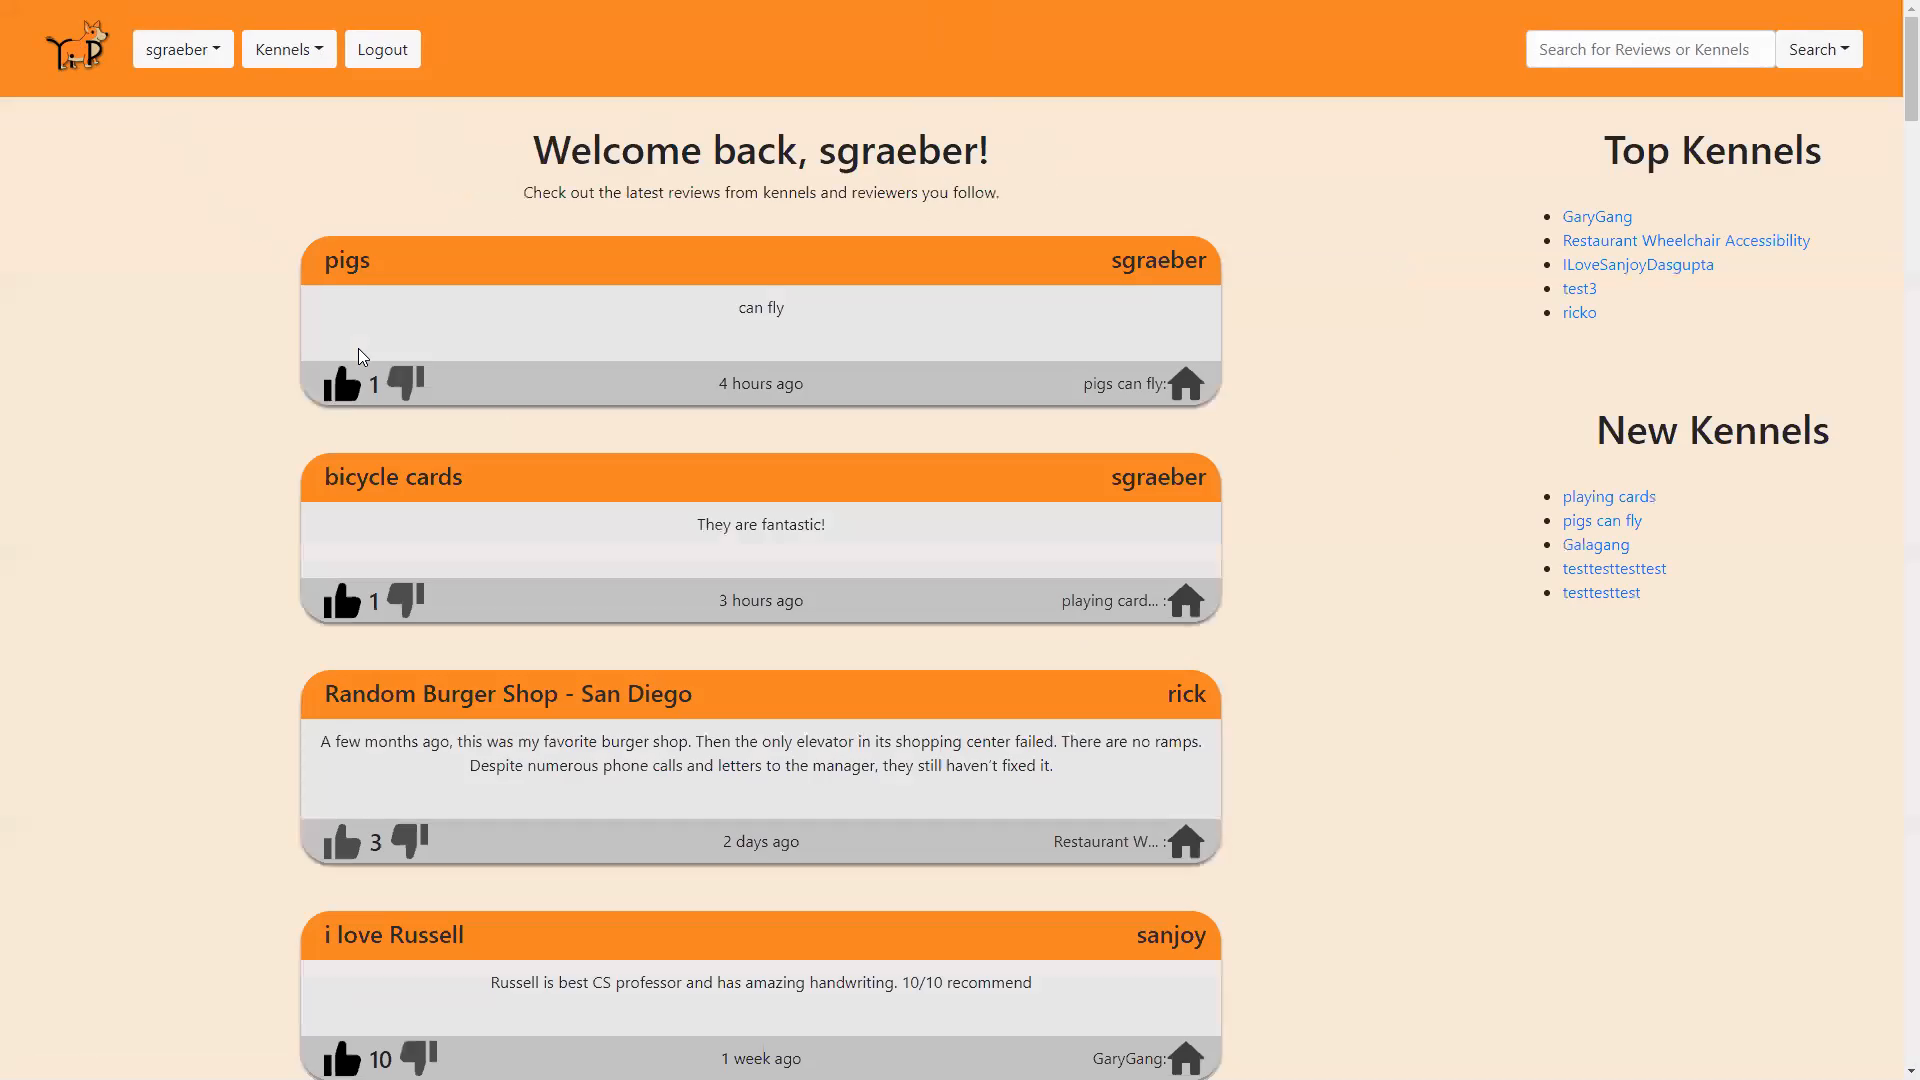 YiPP
sgraeber
Kennels
Logout
Search for Reviews or Kennels
Search
Welcome back, sgraeber!
Check out the latest reviews from kennels and reviewers you follow.
pigs
sgraeber
can fly
1
4 hours ago
pigs can fly:
bicycle cards
sgraeber
They are fantastic!
1
3 hours ago
playing card... :
Random Burger Shop - San Diego
rick
A few months ago, this was my favorite burger shop. Then the only elevator in its shopping center failed. There are no ramps.
Despite numerous phone calls and letters to the manager, they still haven't fixed it.
3
2 days ago
Restaurant W... :
i love Russell
sanjoy
Russell is best CS professor and has amazing handwriting. 10/10 recommend
10
1 week ago
GaryGang:
Top Kennels
GaryGang
Restaurant Wheelchair Accessibility
ILoveSanjoyDasgupta
test3
ricko
New Kennels
playing cards
pigs can fly
Galagang
testtesttesttest
testtesttest